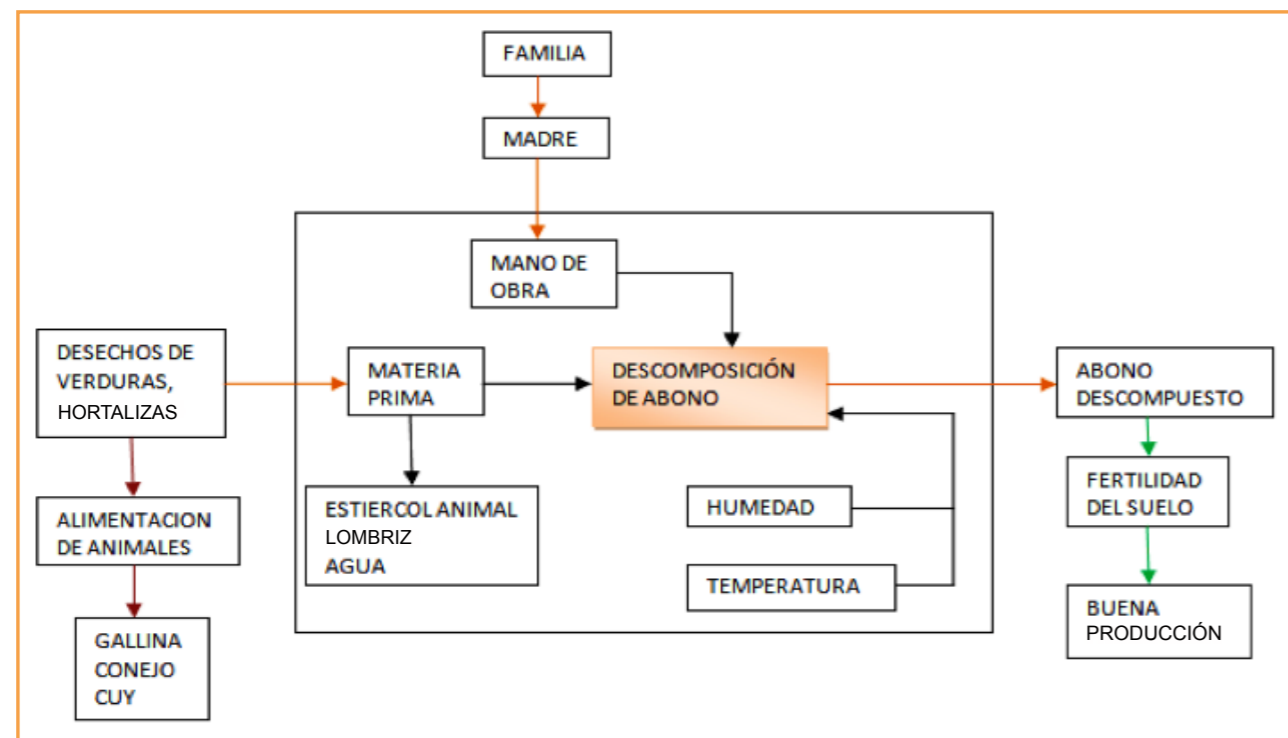 FAMILIA
MADRE
MANO DE
OBRA
DESECHOS DE
VERDURAS,
HORTALIZAS
MATERIA
PRIMA
DESCOMPOSICIÓN
DE ABONO
ABONO
DESCOMPUESTO
ALIMENTACION
DE ANIMALES
ESTIERCOL ANIMAL
LOMBRIZ
AGUA
HUMEDAD
TEMPERATURA
FERTILIDAD
DEL SUELO
GALLINA
CONEJO
CUY
BUENA
PRODUCCIÓN